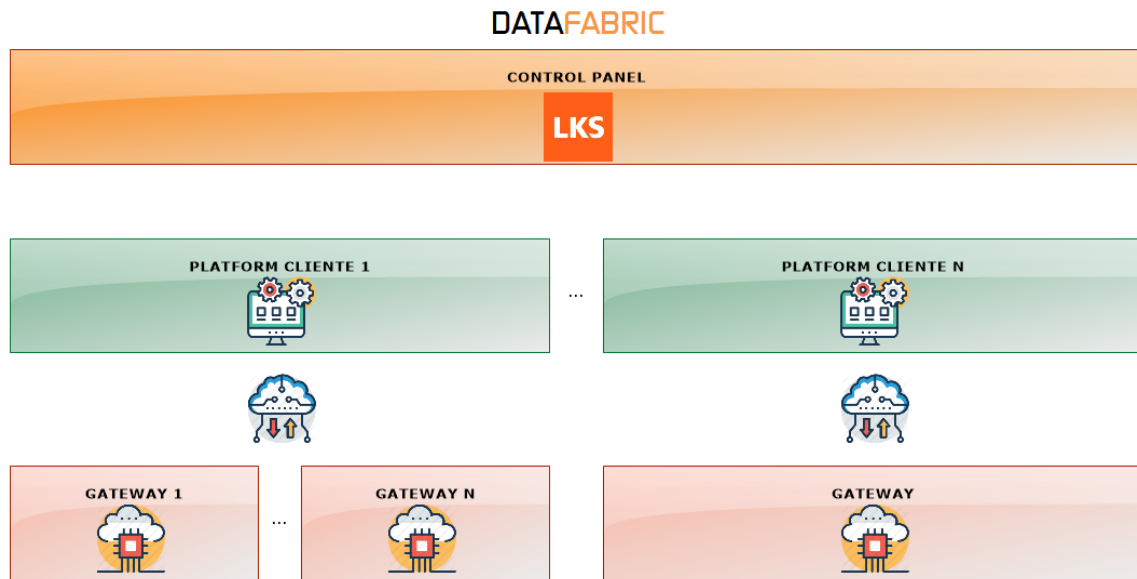 DATAFABRIC
CONTROL PANEL
LKS
PLATFORM CLIENTE 1
...
PLATFORM CLIENTE N
GATEWAY 1
...
GATEWAY N
GATEWAY